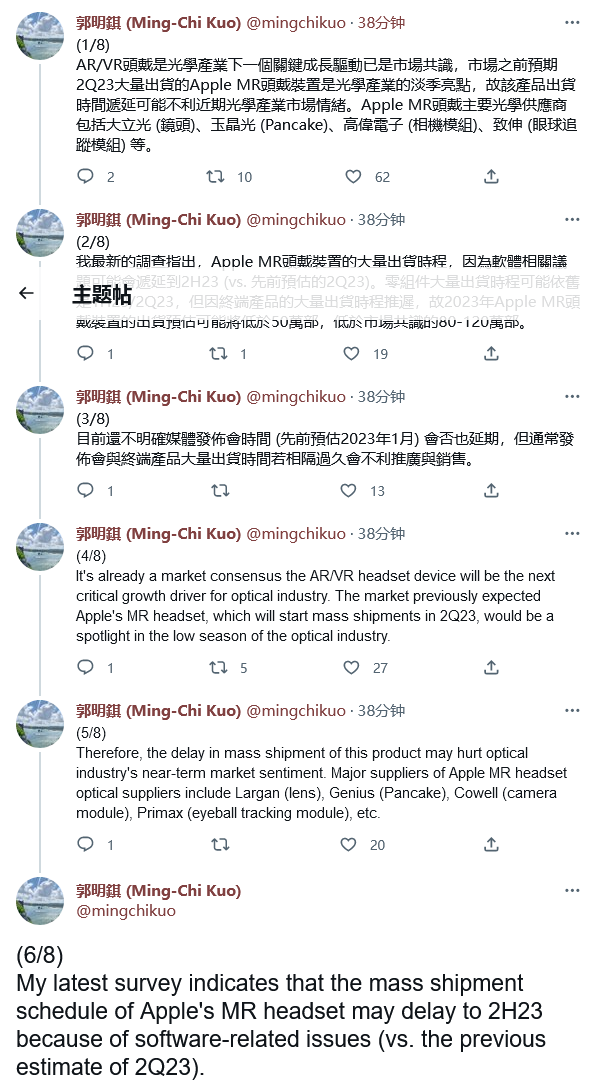 郭明錤 (Ming-Chi Kuo) @mingchikuo · 38分钟
(1/8)
AR/VR頭戴是光學產業下一個關鍵成長驅動已是市場共識，市場之前預期
2Q23大量出貨的Apple MR頭戴裝置是光學產業的淡季亮點，故該產品出貨
時間遞延可能不利近期光學產業市場情緒。Apple MR頭戴主要光學供應商
包括大立光 (鏡頭)、玉晶光 (Pancake)、高偉電子 (相機模組)、致伸 (眼球追
蹤模組) 等。
2 10 62
郭明錤 (Ming-Chi Kuo) @mingchikuo · 38分钟
(2/8)
我最新的調查指出，Apple MR頭戴裝置的大量出貨時程，因為軟體相關議
題可能會遞延到2H23 (vs. 先前預估的2Q23)。零組件大量出貨時程可能依舊
主题帖
2Q23，但因終端產品的大量出貨時程推遲，故2023年Apple MR頭
戴裝置的出貨預估可能將低於50萬部，低於市場共識的80-120萬部。
1 1 19
郭明錤 (Ming-Chi Kuo) @mingchikuo · 38分钟
(3/8)
目前還不明確媒體發佈會時間 (先前預估2023年1月) 會否也延期，但通常發
佈會與終端產品大量出貨時間若相隔過久會不利推廣與銷售。
1 13
郭明錤 (Ming-Chi Kuo) @mingchikuo · 38分钟
(4/8)
It's already a market consensus the AR/VR headset device will be the next
critical growth driver for optical industry. The market previously expected
Apple's MR headset, which will start mass shipments in 2Q23, would be a
spotlight in the low season of the optical industry.
1 5 27
郭明錤 (Ming-Chi Kuo) @mingchikuo · 38分钟
(5/8)
Therefore, the delay in mass shipment of this product may hurt optical
industry's near-term market sentiment. Major suppliers of Apple MR headset
optical suppliers include Largan (lens), Genius (Pancake), Cowell (camera
module), Primax (eyeball tracking module), etc.
1 20
郭明錤 (Ming-Chi Kuo)
@mingchikuo
(6/8)
My latest survey indicates that the mass shipment
schedule of Apple's MR headset may delay to 2H23
because of software-related issues (vs. the previous
estimate of 2Q23).